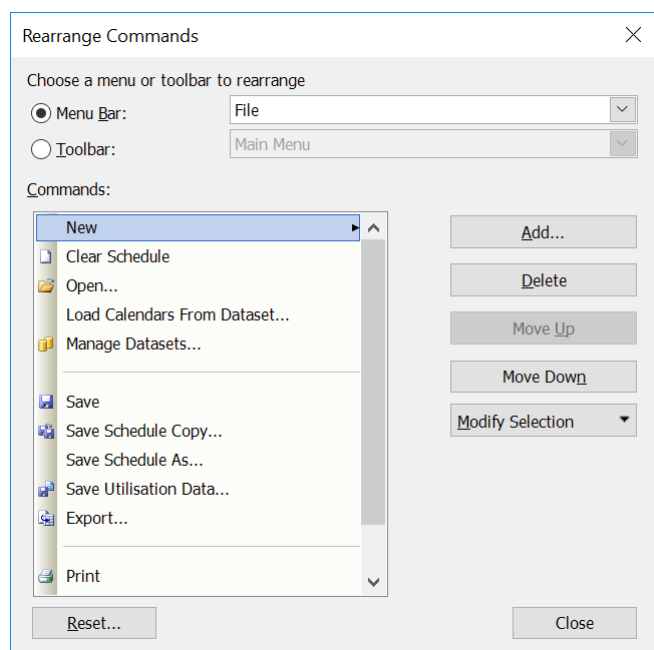 Rearrange Commands
Choose a menu or toolbar to rearrange
Menu Bar: File
Toolbar: Main Menu
Commands:
New
Clear Schedule
Open...
Load Calendars From Dataset...
Manage Datasets...
Save
Save Schedule Copy...
Save Schedule As...
Save Utilisation Data...
Export...
Print
Add...
Delete
Move Up
Move Down
Modify Selection
Reset... Close